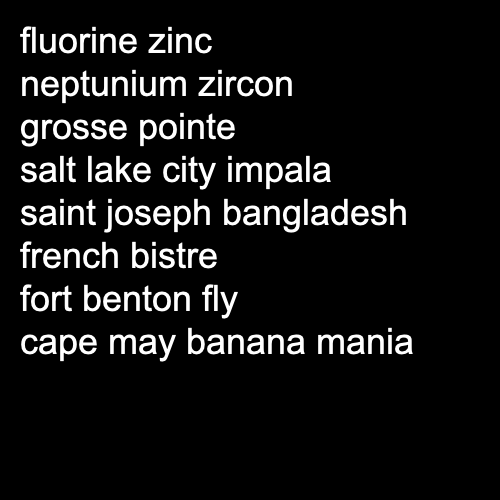 fluorine zinc
neptunium zircon
grosse pointe
salt lake city impala
saint joseph bangladesh
french bistre
fort benton fly
cape may banana mania